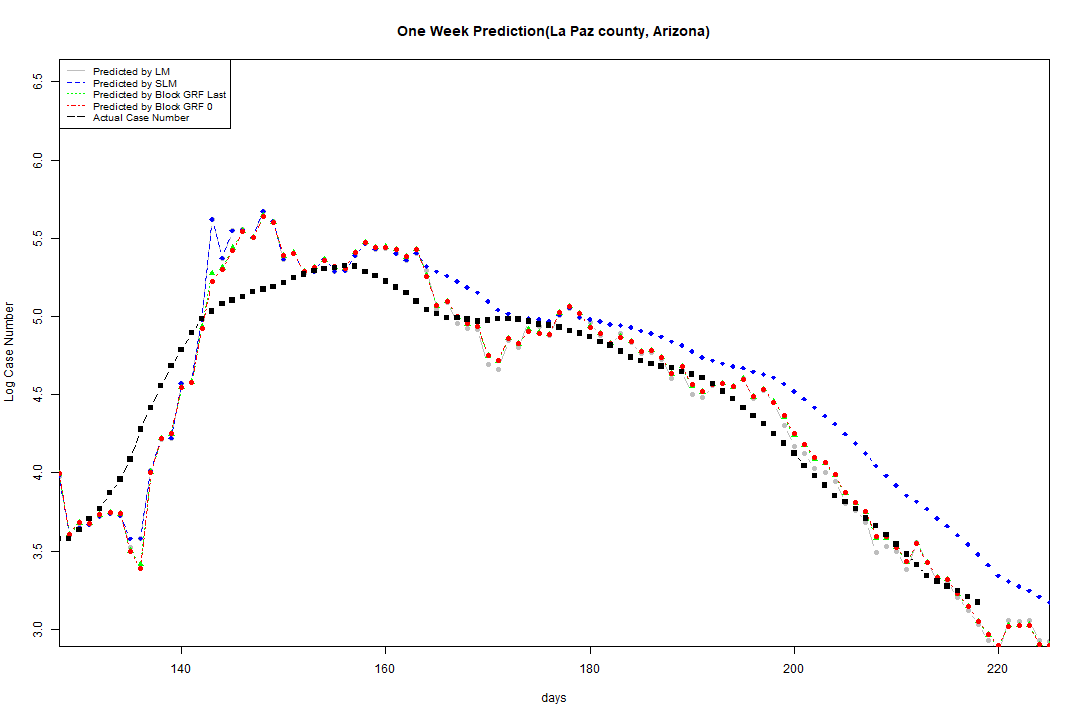 One Week Prediction(La Paz county, Arizona)
Predicted by LM
Predicted by SLM
Predicted by Block GRF Last
Predicted by Block GRF 0
Actual Case Number
6.5
6.0
5.5
5.0
4.5
4.0
3.5
3.0
Log Case Number
140 160 180 200 220
days